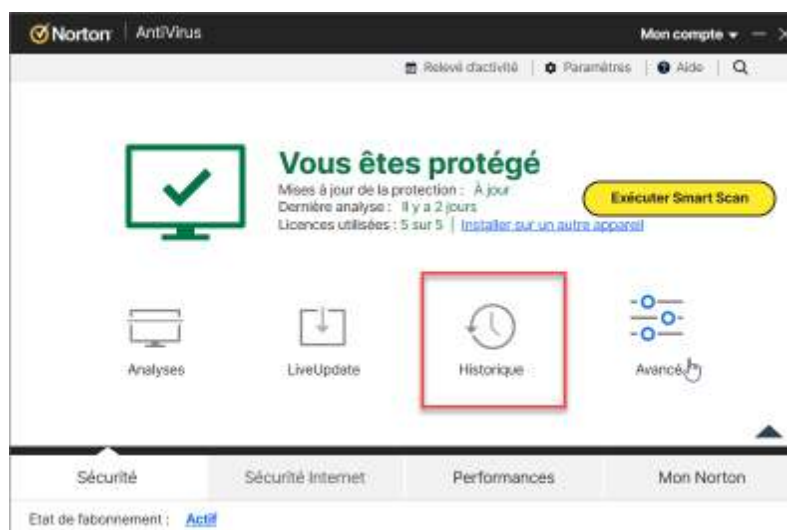 Norton AntiVirus Mon compte
Relevé d'activité | Paramètres | Aide
Vous êtes protégé
Mises à jour de la protection : À jour
Dernière analyse : Il y a 2 jours
Licences utilisées : 5 sur 5 | Installer sur un autre appareil
Exécuter Smart Scan
Analyses LiveUpdate Historique Avancé
Sécurité Sécurité Internet Performances Mon Norton
Etat de l'abonnement : Actif